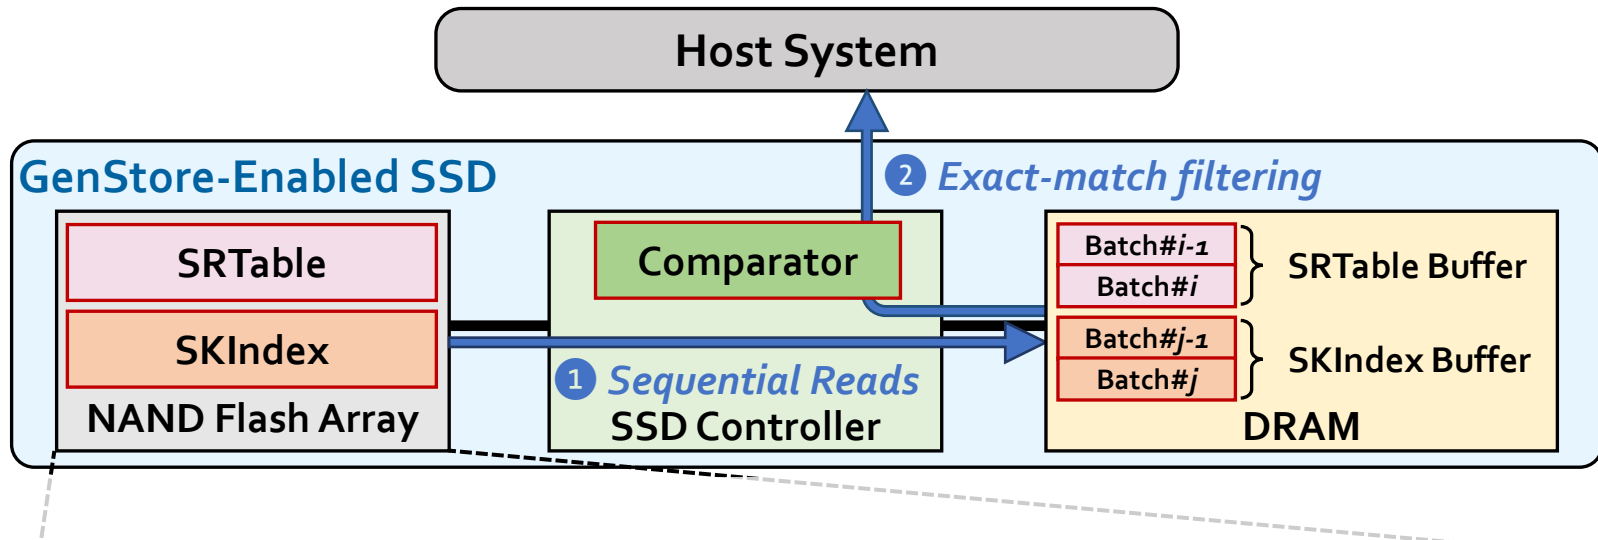 Host System
GenStore-Enabled SSD
2 Exact-match filtering
SRTable
SKIndex
NAND Flash Array
Comparator
1 Sequential Reads
SSD Controller
Batch#i-1
Batch#i
SRTable Buffer
Batch#j-1
Batch#j
SKIndex Buffer
DRAM